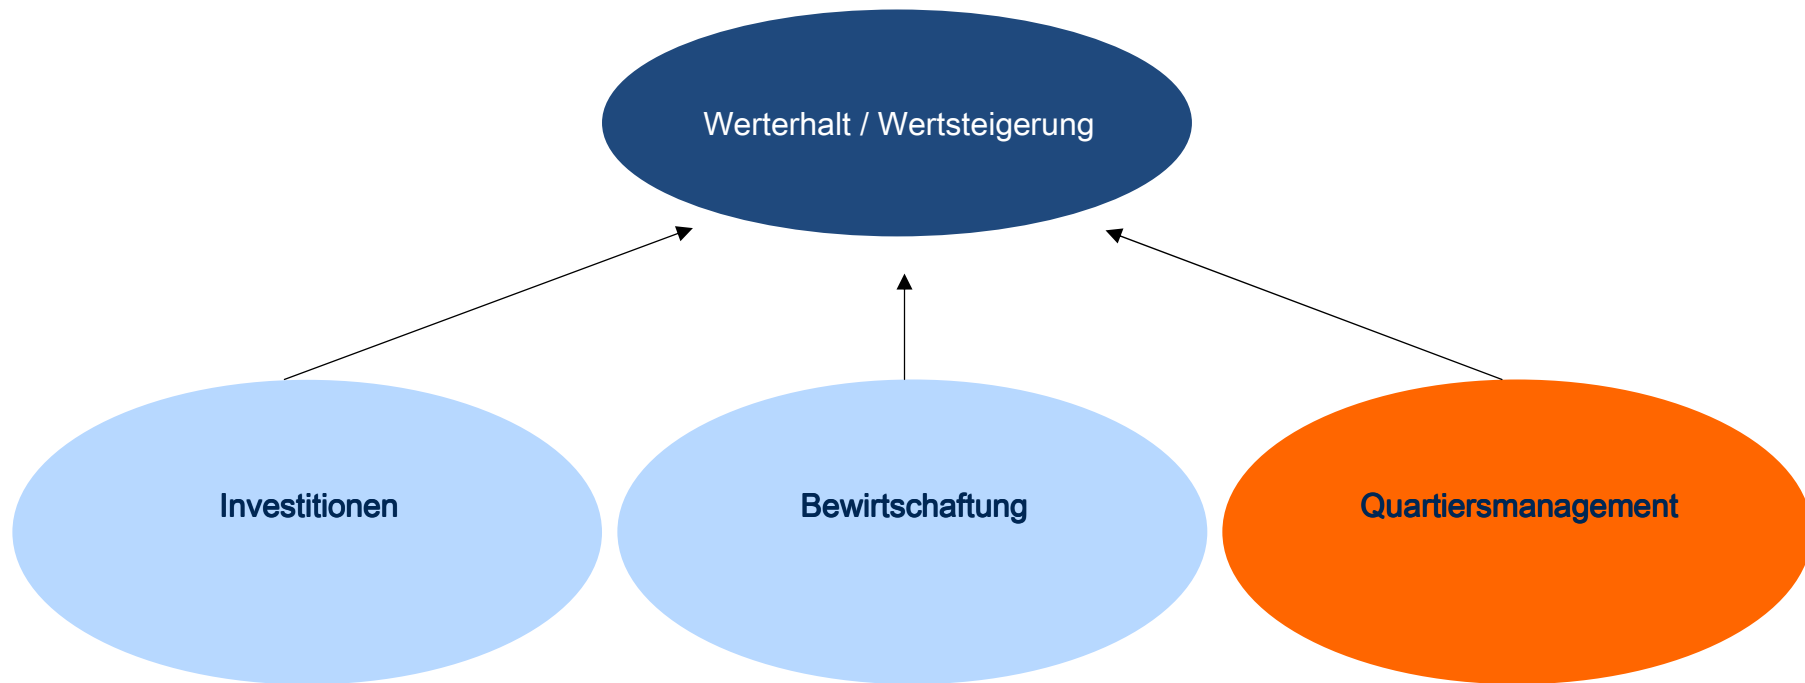 Werterhalt / Wertsteigerung
Investitionen
Bewirtschaftung
Quartiersmanagement